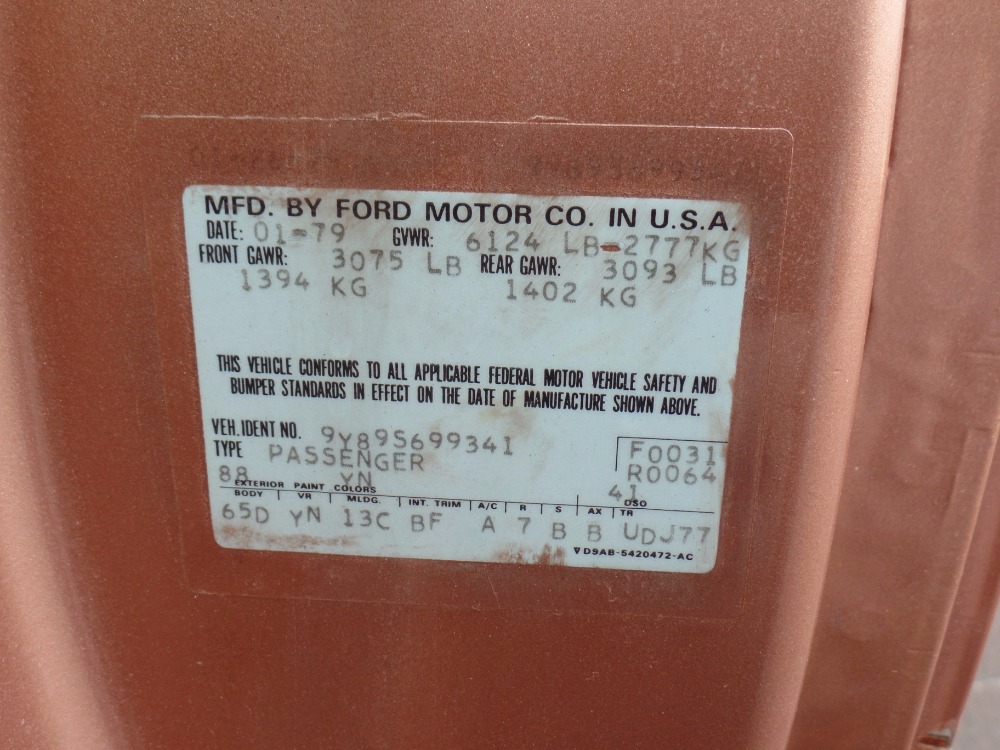 MFD. BY FORD MOTOR CO. IN U.S.A.
DATE: 01-79 GVWR: 6124 LB-2777KG
FRONT GAWR: 3075 LB REAR GAWR: 3093 LB
1394 KG 1402 KG
THIS VEHICLE CONFORMS TO ALL APPLICABLE FEDERAL MOTOR VEHICLE SAFETY AND
BUMPER STANDARDS IN EFFECT ON THE DATE OF MANUFACTURE SHOWN ABOVE.
VEH. IDENT NO. 9Y89S699341 F0031
TYPE PASSENGER R0064
88 YN 41
EXTERIOR PAINT COLORS DSO
BODY VR MLDG. INT. TRIM A/C R S AX TR
65D YN 13C BF A 7 B B UDJ77
▽D9AB-5420472-AC